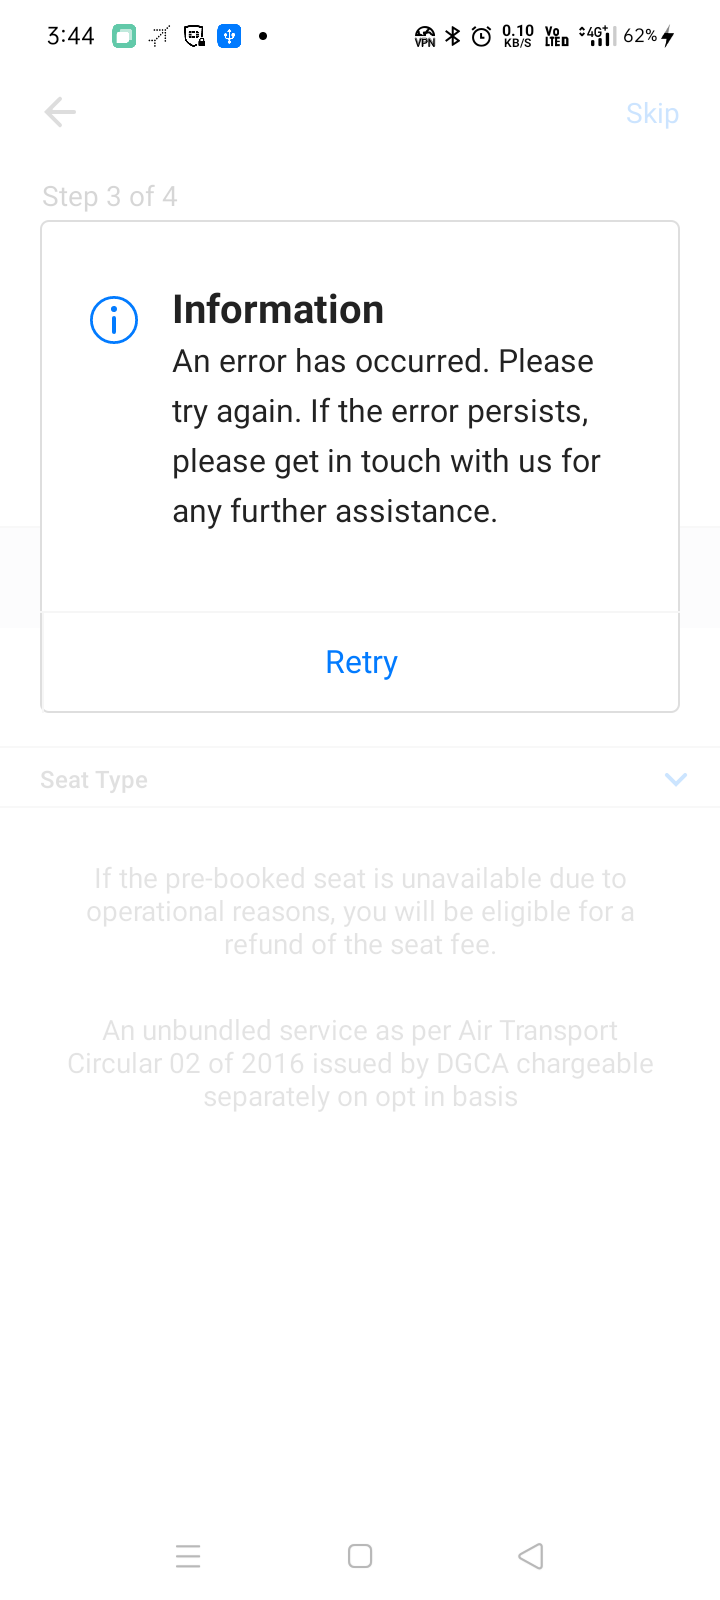 3:44
VPN
0.10
KB/S
Vo
LTE D
4G+
62%
Skip
Step 3 of 4
Information
An error has occurred. Please
try again. If the error persists,
please get in touch with us for
any further assistance.
Retry
Seat Type
If the pre-booked seat is unavailable due to
operational reasons, you will be eligible for a
refund of the seat fee.
An unbundled service as per Air Transport
Circular 02 of 2016 issued by DGCA chargeable
separately on opt in basis